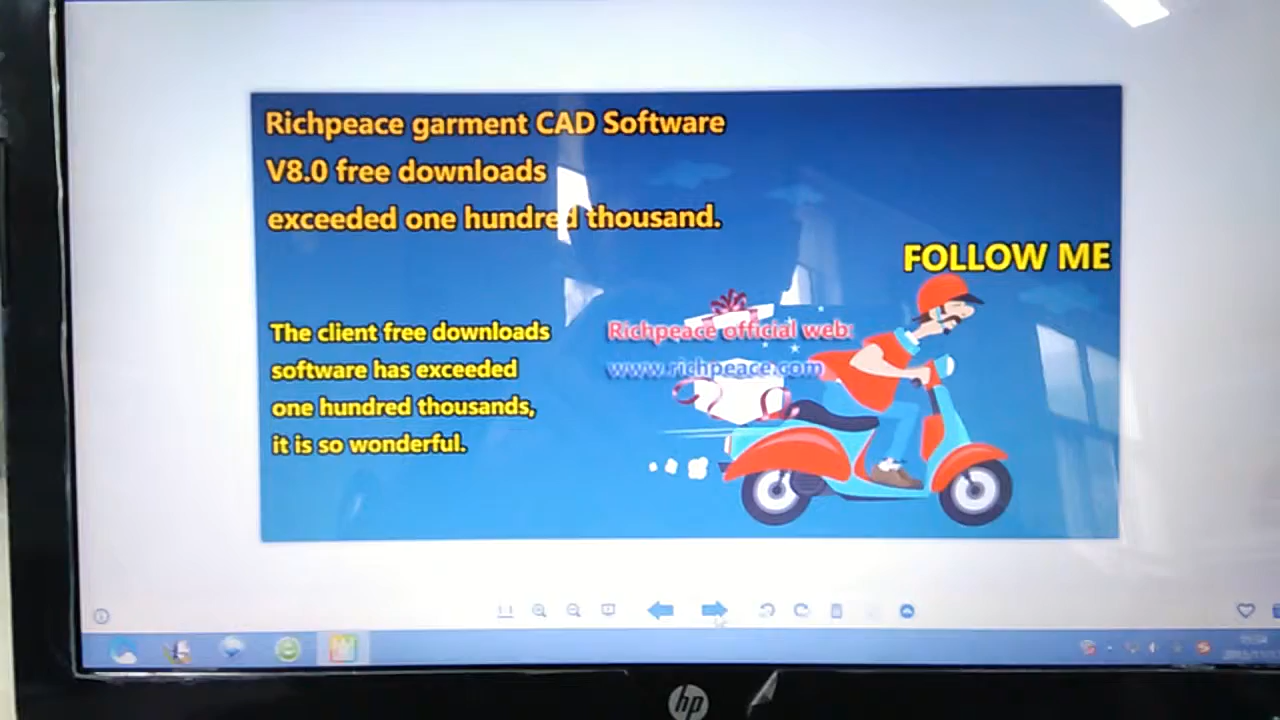 Richpeace garment CAD Software
V8.0 free downloads
exceeded one hundred thousand.
FOLLOW ME
The client free downloads
software has exceeded
one hundred thousands,
it is so wonderful.
Richpeace official web:
www.richpeace.com
hp